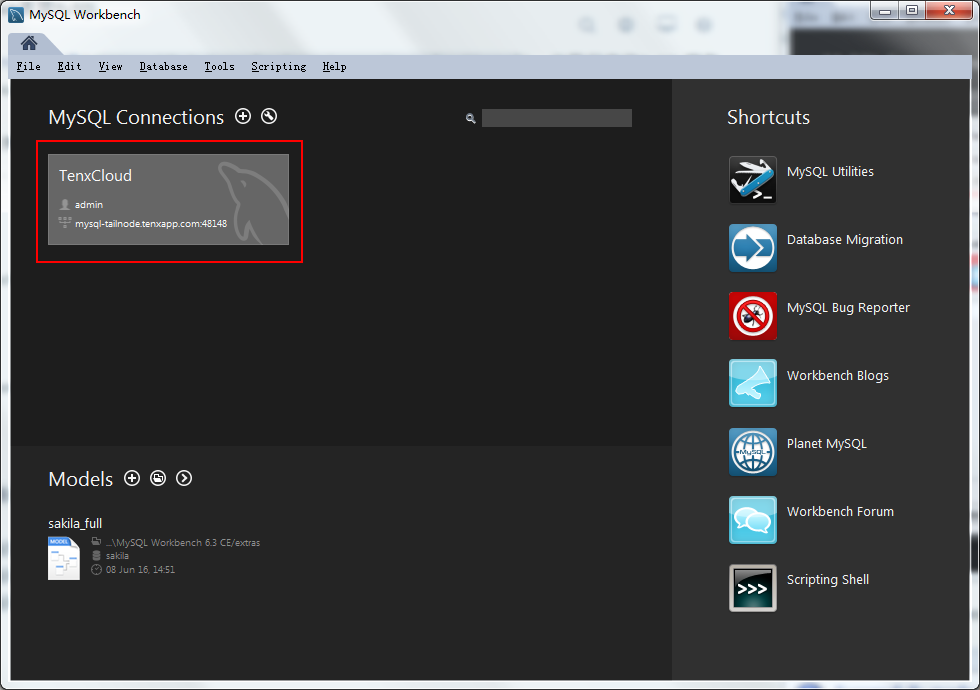 MySQL Workbench
File Edit View Database Tools Scripting Help
MySQL Connections
TenxCloud
admin
mysql-tailnode.tenxapp.com:48148
Models
sakila_full
MODEL
...\MySQL Workbench 6.3 CE/extras
sakila
08 Jun 16, 14:51
Shortcuts
>_
MySQL Utilities
Database Migration
MySQL Bug Reporter
Workbench Blogs
MySQL
Planet MySQL
Workbench Forum
>>>
Scripting Shell